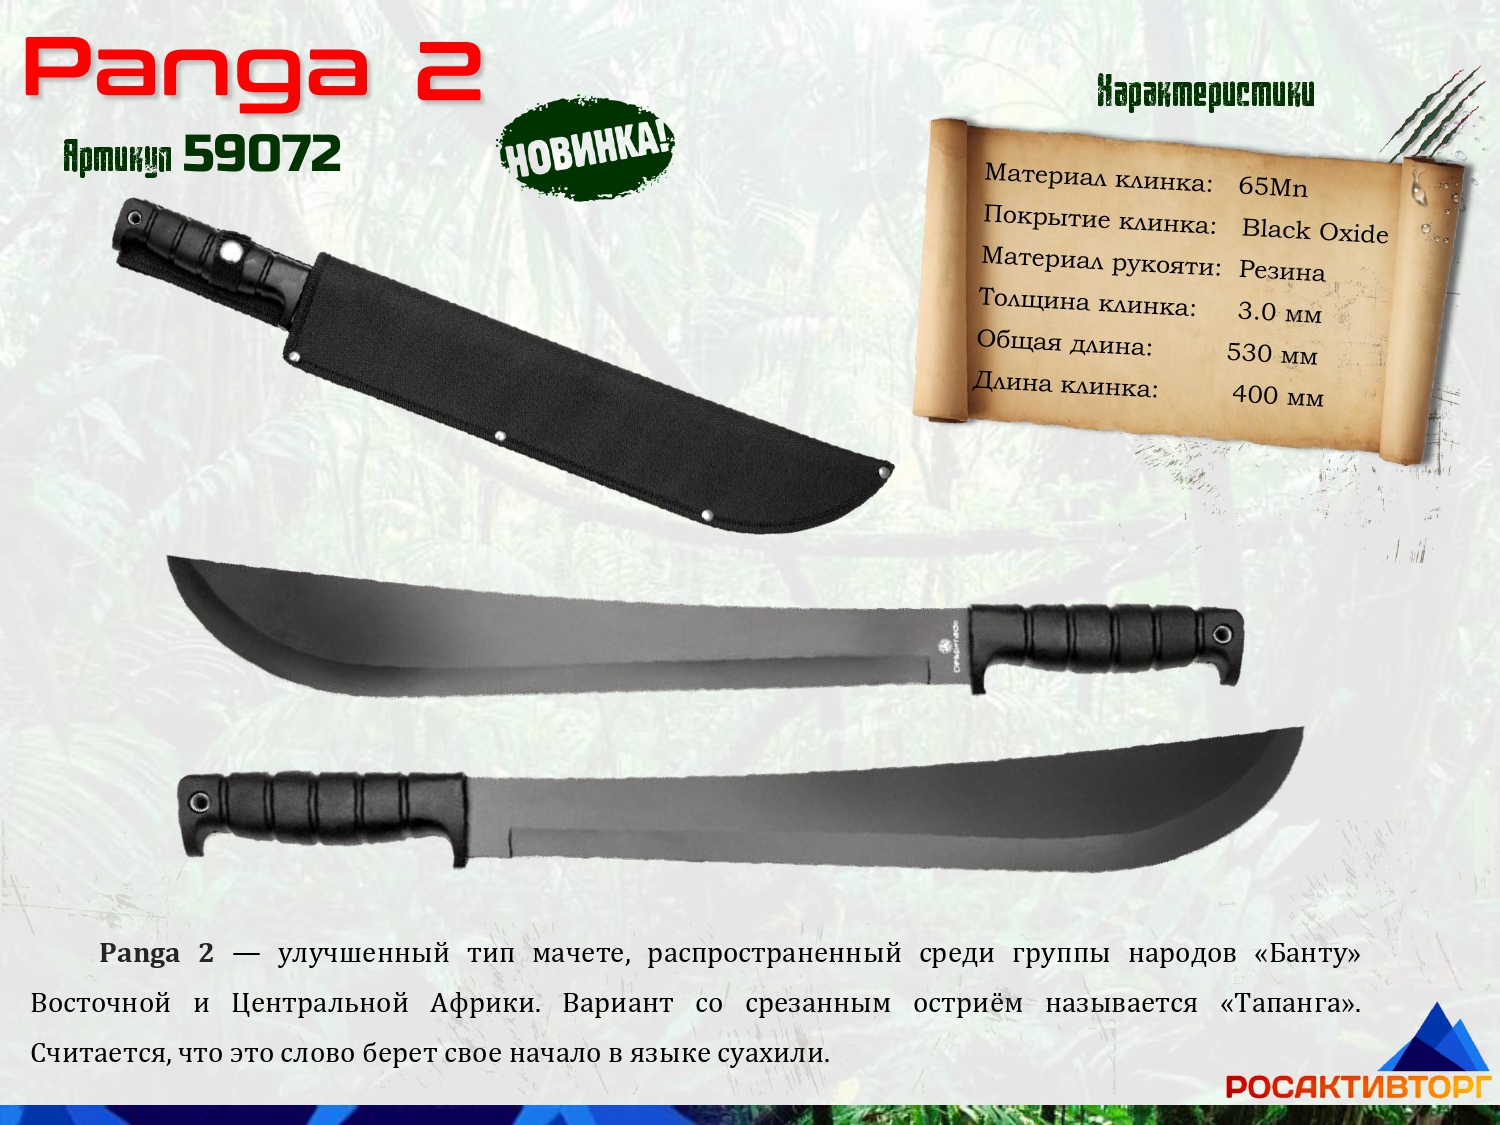 Panga 2
Артикул 59072
НОВИНКА!
Характеристики
Материал клинка: 65Mn
Покрытие клинка: Black Oxide
Материал рукояти: Резина
Толщина клинка: 3.0 мм
Общая длина: 530 мм
Длина клинка: 400 мм
Panga 2 — улучшенный тип мачете, распространенный среди группы народов «Банту»
Восточной и Центральной Африки. Вариант со срезанным остриём называется «Тапанга».
Считается, что это слово берет свое начало в языке суахили.
РОСАКТИВТОРГ